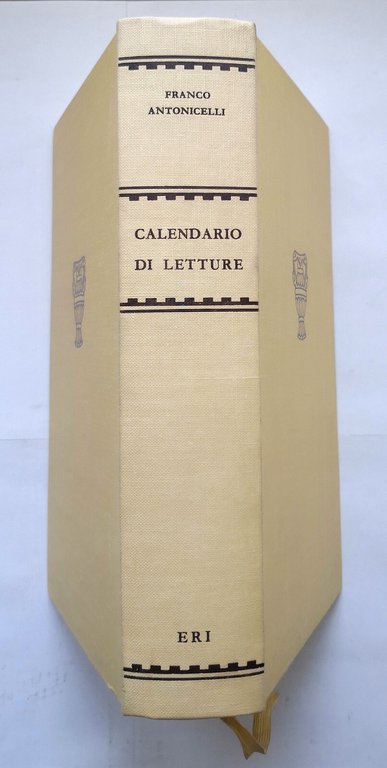 FRANCO
ANTONICELLI
CALENDARIO
DI LETTURE
ERI